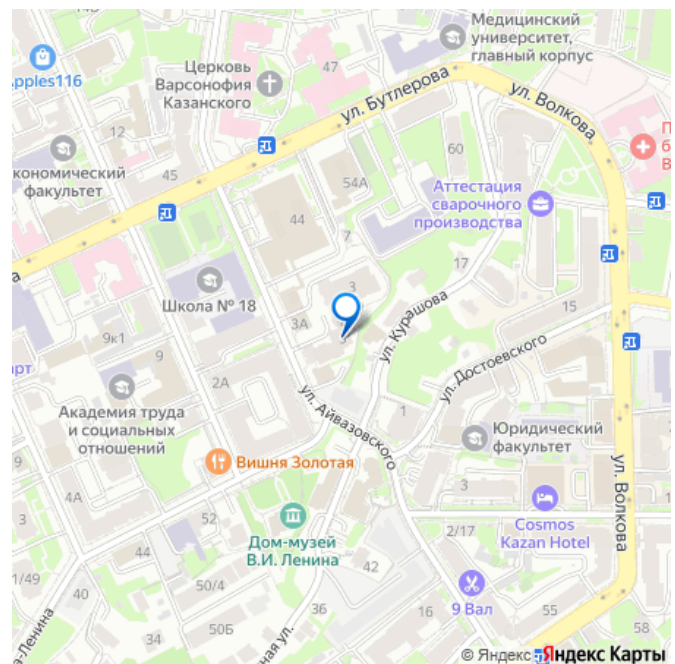 Медицинский
университет,
главный корпус
Церковь
Варсонофия
Казанского
47
Apples116
ул. Бутлерова
ул. Волкова
12
экономический
факультет
45
54А
60
Аттестация
сварочного
производства
44
7
17
Школа № 18
3
3А
ул. Курашова
15
9к1
9
2А
ул. Достоевского
Академия труда
и социальных
отношений
ул. Айвазовского
1
Юридический
факультет
Вишня Золотая
4А
52
Дом-музей
В.И. Ленина
3
Cosmos
Kazan Hotel
ул. Волкова
2/17
44
42
50/4
9 Вал
1/49
40
36
16
55
58
34
50Б
© Яндекс
Яндекс Карты